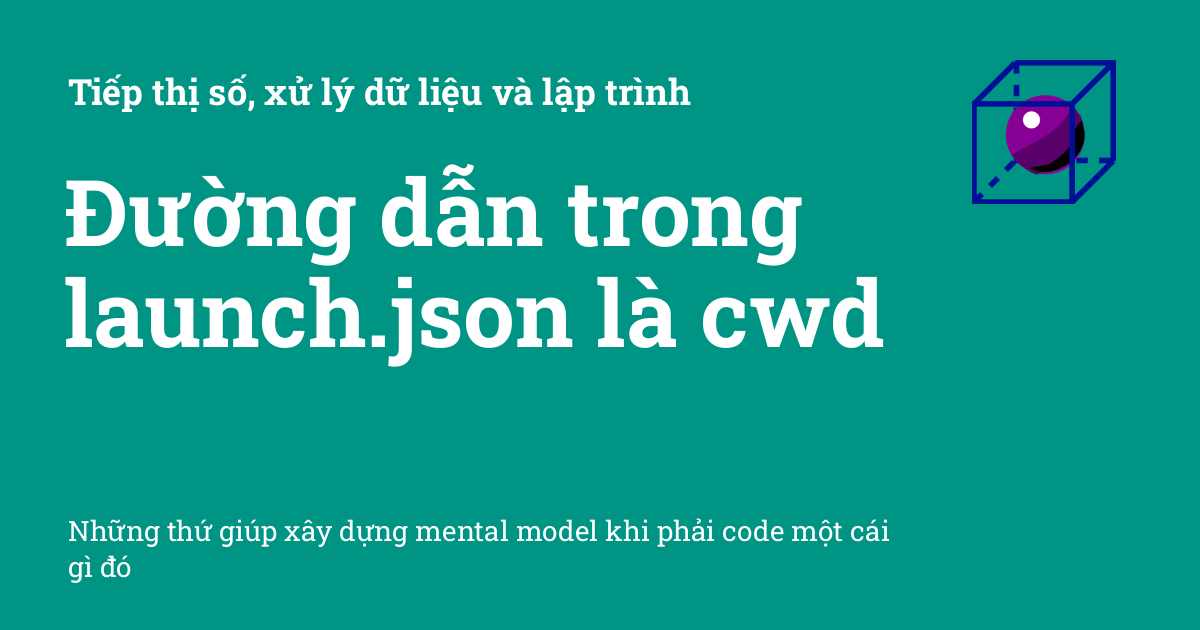 Tiếp thị số, xử lý dữ liệu và lập trình
Đường dẫn trong
launch.json là cwd
Những thứ giúp xây dựng mental model khi phải code một cái
gì đó